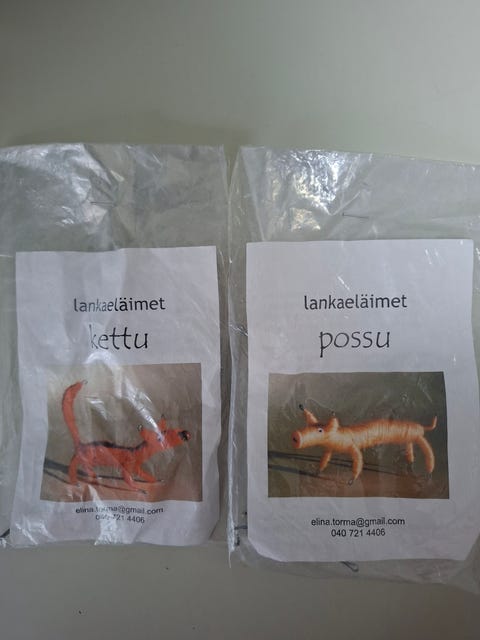 lankaeläimet
kettu
elina.torma@gmail.com
040 721 4406
lankaeläimet
possu
elina.torma@gmail.com
040 721 4406